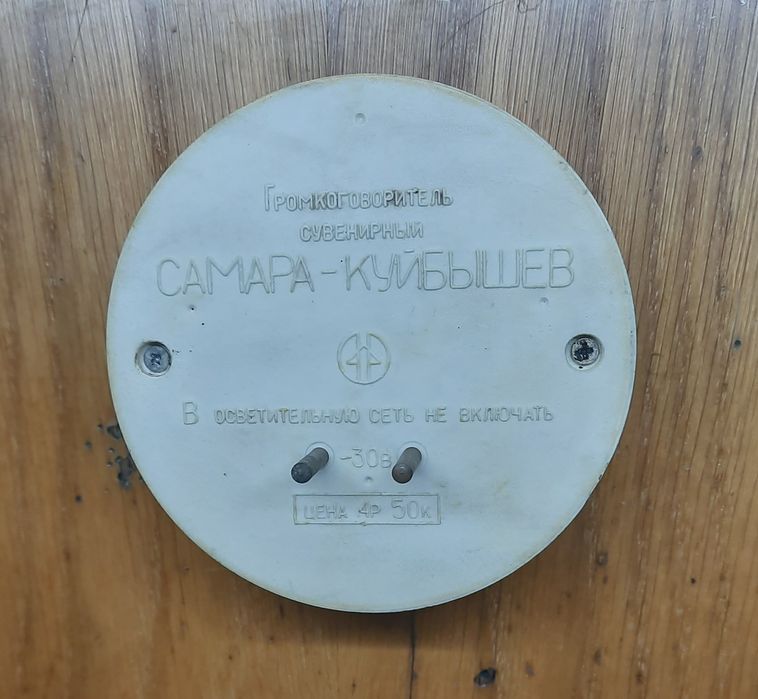 Громкоговоритель
сувенирный
САМАРА-КУЙБЫШЕВ
В осветительную сеть не включать
-30в
ЦЕНА 4Р 50К